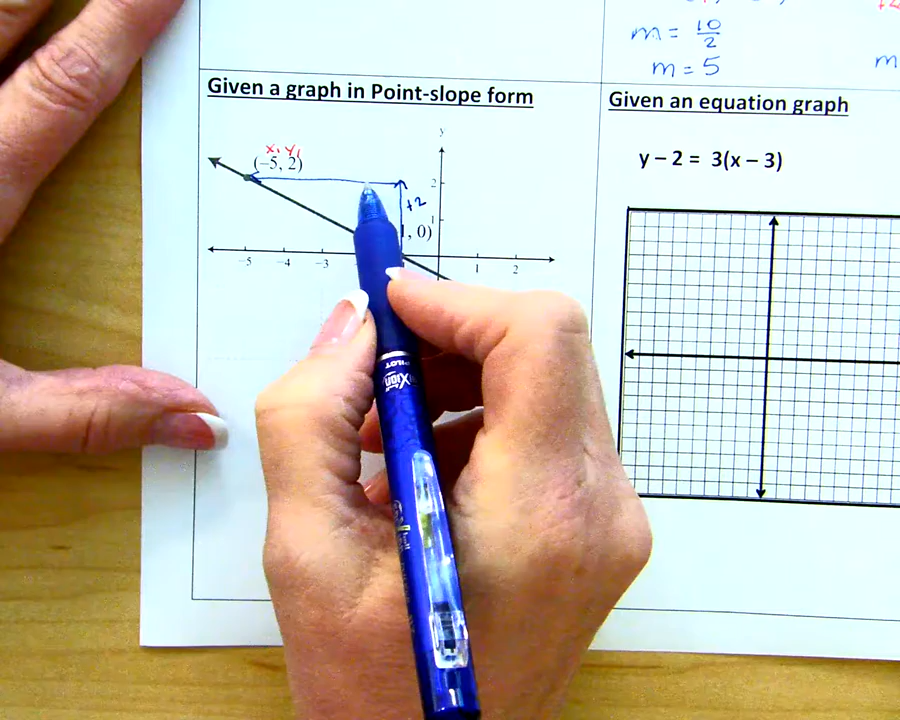 m = 10/2
m = 5
m
Given a graph in Point-slope form
Given an equation graph
x₁ y₁
(−5, 2)
y
y − 2 = 3(x − 3)
2
+2
1
, 0)
−5 −4 −3 1 2
PILOT